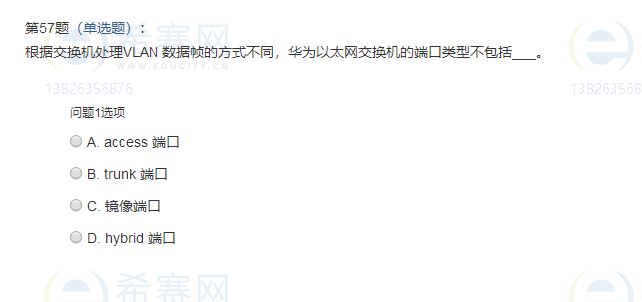 第57题（单选题）：
根据交换机处理VLAN 数据帧的方式不同，华为以太网交换机的端口类型不包括___。
希赛网
WWW.EDUCITY.CN
13826356876
138263568
问题1选项
A. access 端口
B. trunk 端口
C. 镜像端口
D. hybrid 端口
希赛网